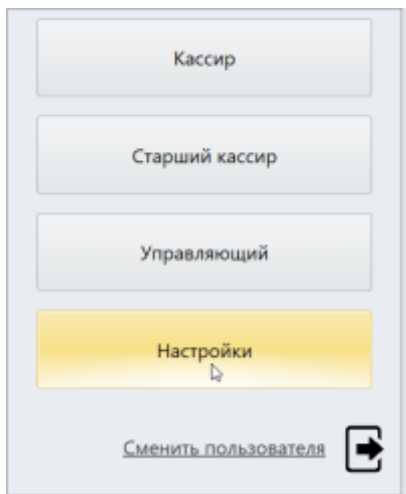 Кассир
Старший кассир
Управляющий
Настройки
Сменить пользователя